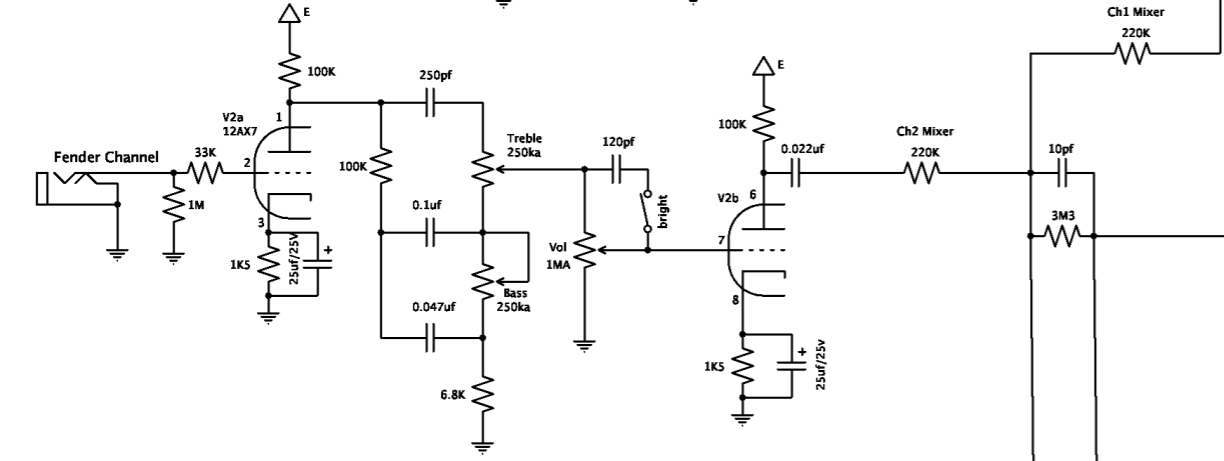 Ch1 Mixer
220K
E
100K
250pf
E
V2a
12AX7
1
Treble
250ka
100K
Ch2 Mixer
Fender Channel
33K
2
100K
120pf
0.022uf
220K
10pf
1M
0.1uf
bright
V2b
6
3M3
3
Vol
1MA
7
1K5
25uf/25V
+
Bass
250ka
0.047uf
8
6.8K
1K5
+
25uf/25v